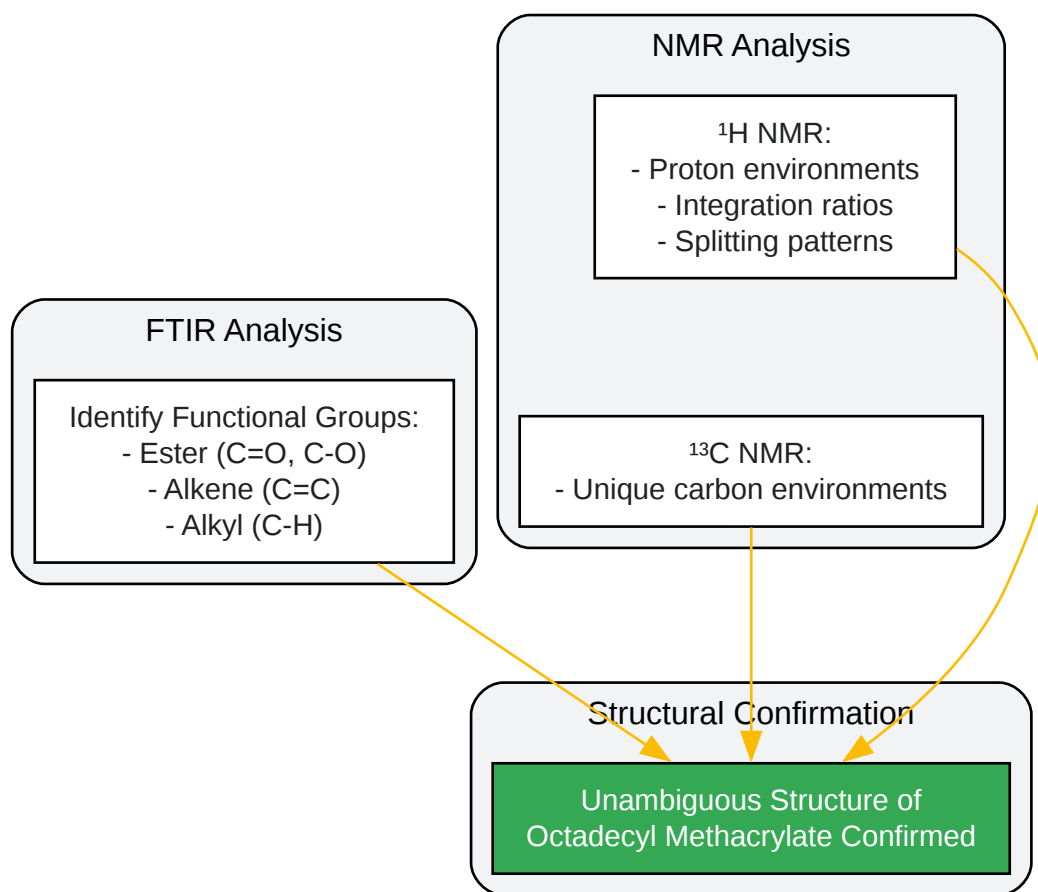 NMR Analysis
¹H NMR:
- Proton environments
- Integration ratios
- Splitting patterns
FTIR Analysis
Identify Functional Groups:
- Ester (C=O, C-O)
- Alkene (C=C)
- Alkyl (C-H)
¹³C NMR:
- Unique carbon environments
Structural Confirmation
Unambiguous Structure of
Octadecyl Methacrylate Confirmed